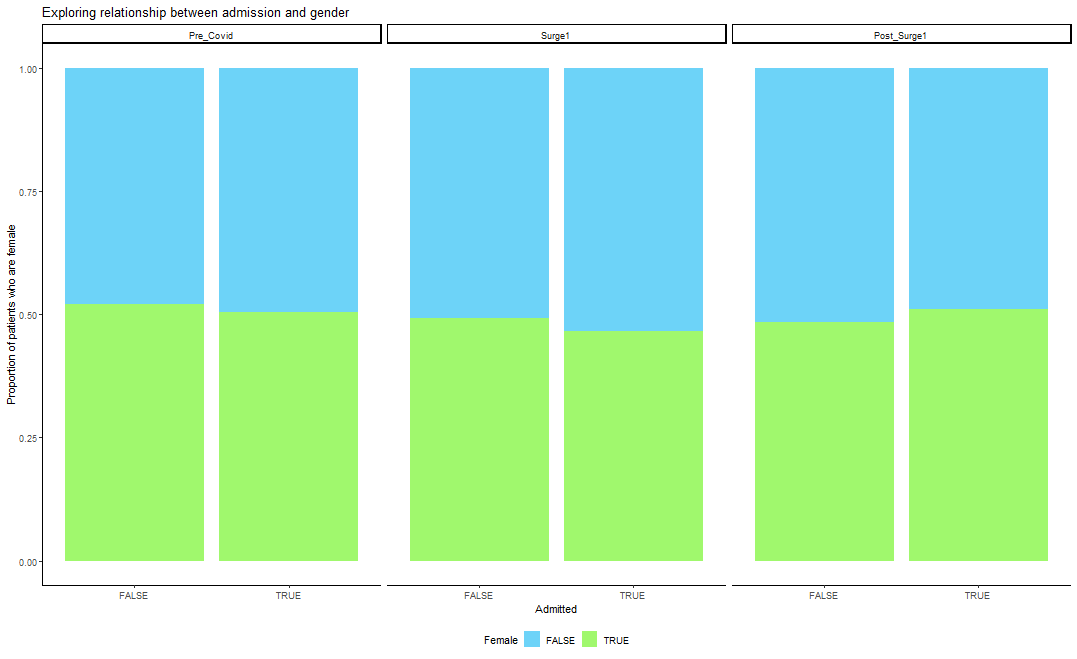 Exploring relationship between admission and gender
Pre_Covid
Surge1
Post_Surge1
Proportion of patients who are female
1.00
0.75
0.50
0.25
0.00
FALSE
TRUE
FALSE
TRUE
FALSE
TRUE
Admitted
Female FALSE TRUE